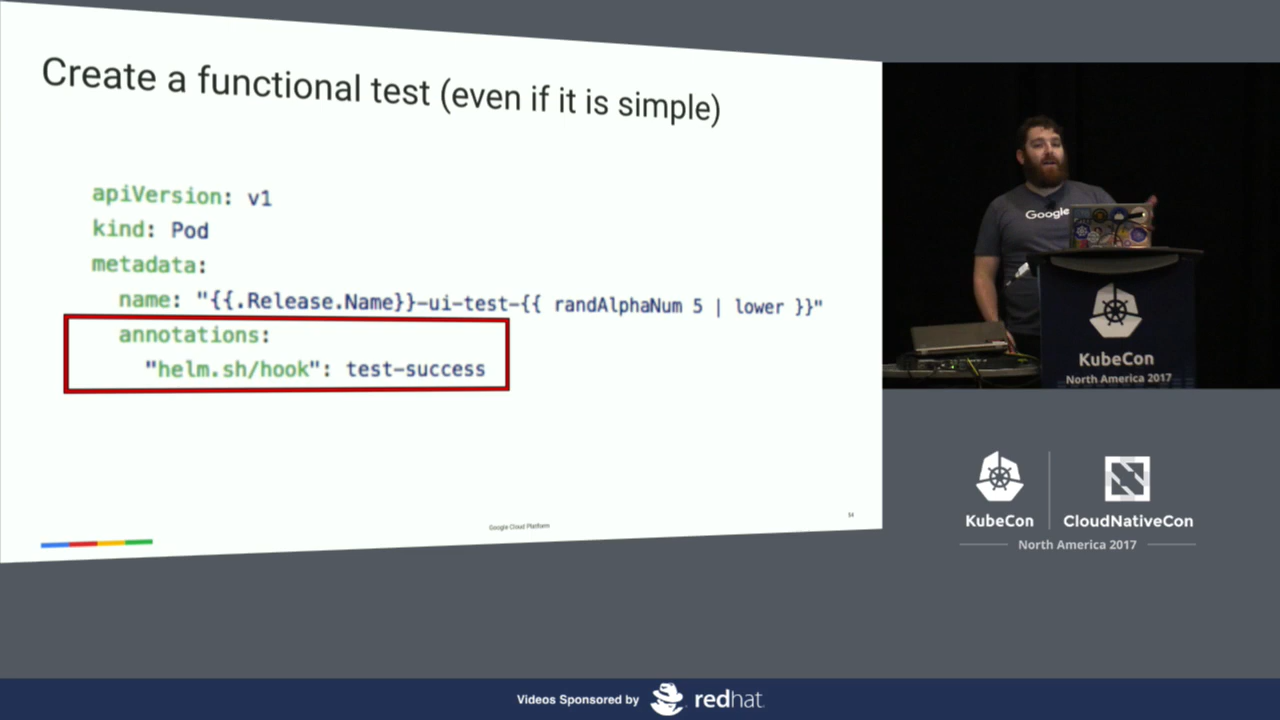 Create a functional test (even if it is simple)
apiVersion: v1
kind: Pod
metadata:
name: "{{.Release.Name}}-ui-test-{{ randAlphaNum 5 | lower }}"
annotations:
"helm.sh/hook": test-success
Google Cloud Platform
54
Google
KubeCon
North America 2017
KubeCon
CloudNativeCon
North America 2017
Videos Sponsored by
redhat